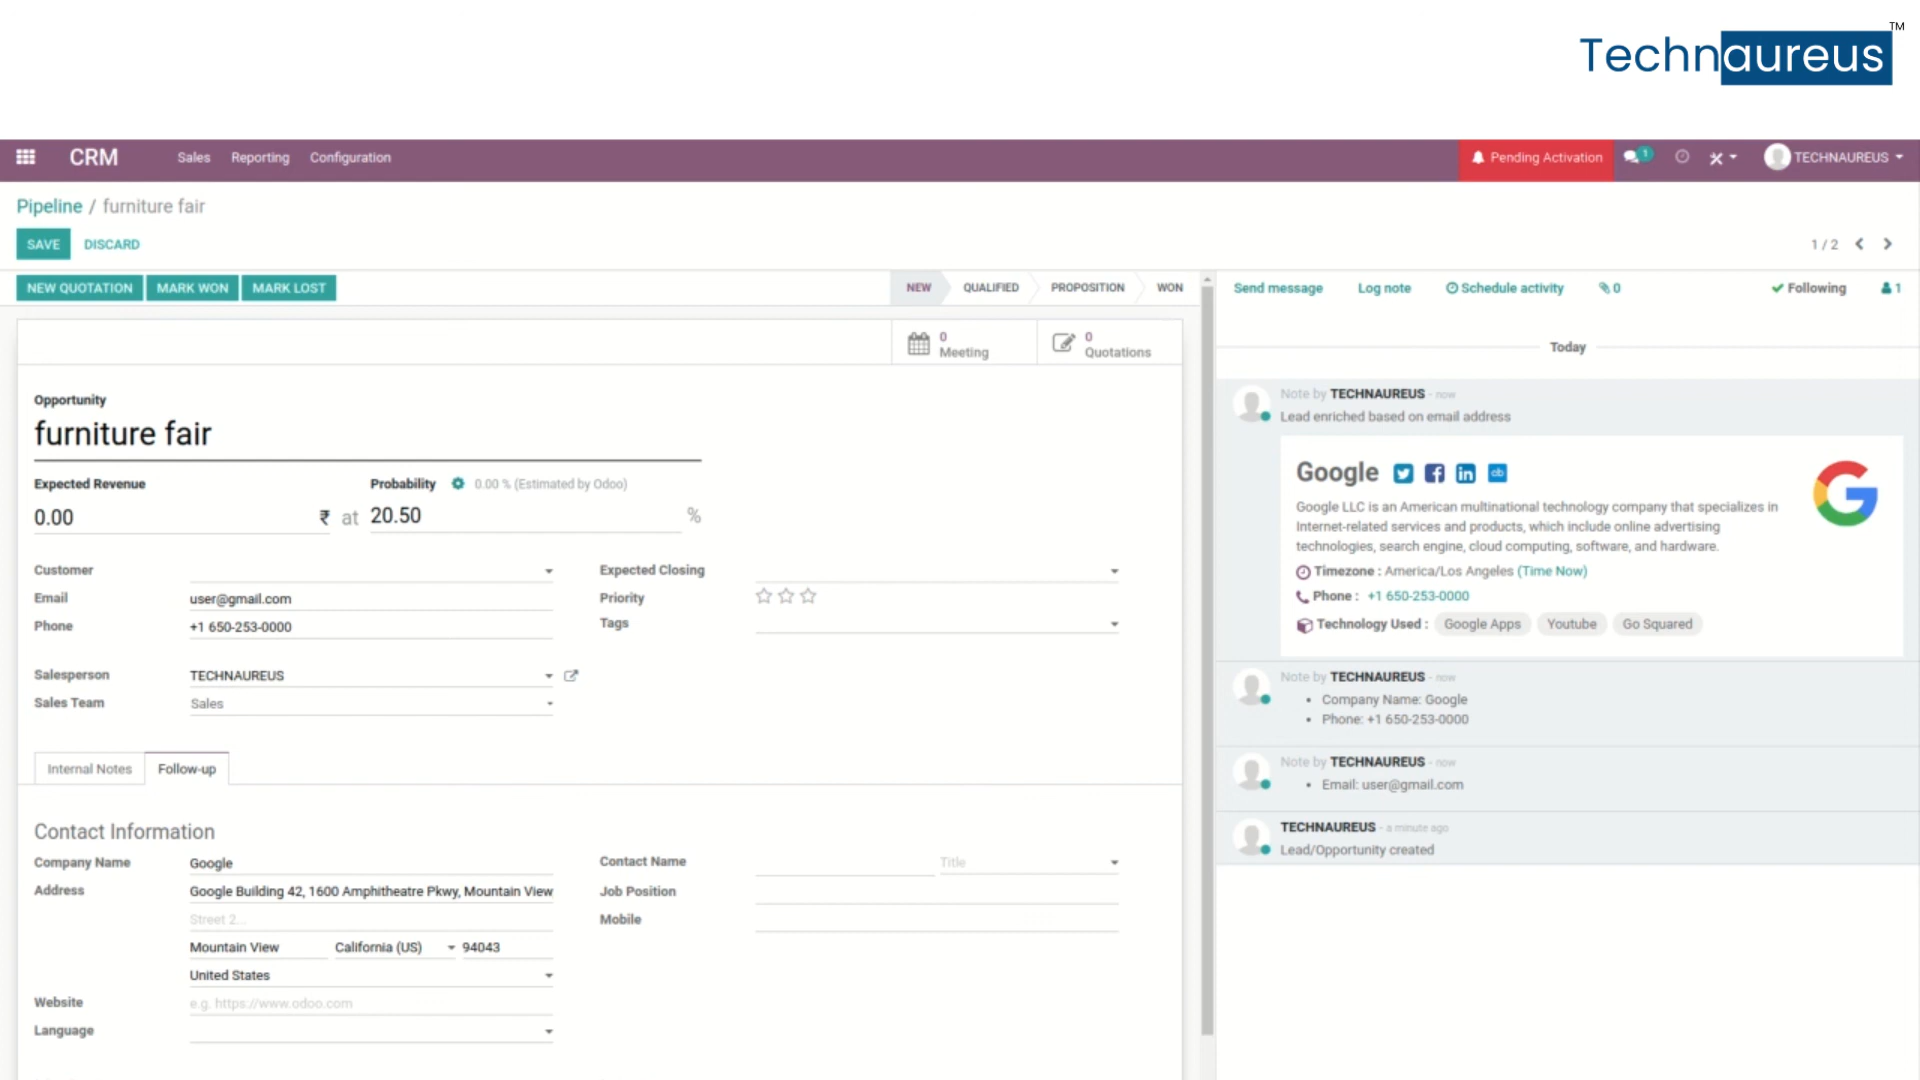 Technaureus™
CRM Sales Reporting Configuration Pending Activation 1 TECHNAUREUS
Pipeline / furniture fair
SAVE DISCARD 1 / 2
NEW QUOTATION MARK WON MARK LOST NEW QUALIFIED PROPOSITION WON
0 Meeting
0 Quotations
Opportunity
furniture fair
Expected Revenue Probability 0.00 % (Estimated by Odoo)
0.00 ₹ at 20.50 %
Customer
Email user@gmail.com
Phone +1 650-253-0000
Expected Closing
Priority
Tags
Salesperson TECHNAUREUS
Sales Team Sales
Internal Notes Follow-up
Contact Information
Company Name Google
Address Google Building 42, 1600 Amphitheatre Pkwy, Mountain View
Street 2...
Mountain View California (US) 94043
United States
Website e.g. https://www.odoo.com
Language
Contact Name Title
Job Position
Mobile
Send message Log note Schedule activity 0 Following 1
Today
Note by TECHNAUREUS - now
Lead enriched based on email address
Google
Google LLC is an American multinational technology company that specializes in
Internet-related services and products, which include online advertising
technologies, search engine, cloud computing, software, and hardware.
Timezone : America/Los Angeles (Time Now)
Phone : +1 650-253-0000
Technology Used : Google Apps Youtube Go Squared
Note by TECHNAUREUS - now
• Company Name: Google
• Phone: +1 650-253-0000
Note by TECHNAUREUS - now
• Email: user@gmail.com
TECHNAUREUS - a minute ago
Lead/Opportunity created